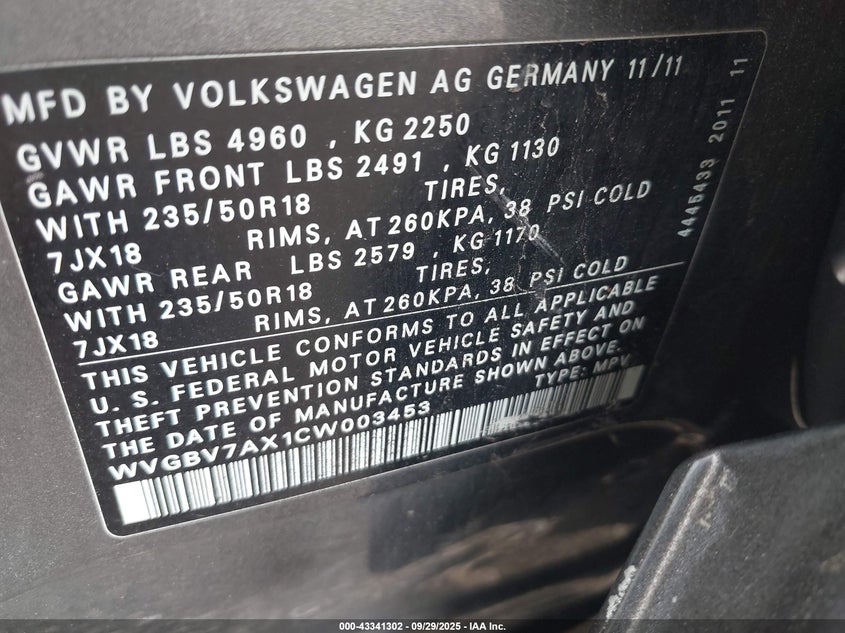 MFD BY VOLKSWAGEN AG GERMANY 11/11
GVWR LBS 4960 , KG 2250
GAWR FRONT LBS 2491 , KG 1130
WITH 235/50R18 TIRES,
7JX18 RIMS, AT 260KPA, 38 PSI COLD
GAWR REAR LBS 2579 , KG 1170
WITH 235/50R18 TIRES,
7JX18 RIMS, AT 260KPA, 38 PSI COLD
THIS VEHICLE CONFORMS TO ALL APPLICABLE
U. S. FEDERAL MOTOR VEHICLE SAFETY AND
THEFT PREVENTION STANDARDS IN EFFECT ON
THE DATE OF MANUFACTURE SHOWN ABOVE.
WVGBV7AX1CW003453 TYPE: MPV
4445433 2011 11
000-43341302 - 09/29/2025 - IAA Inc.